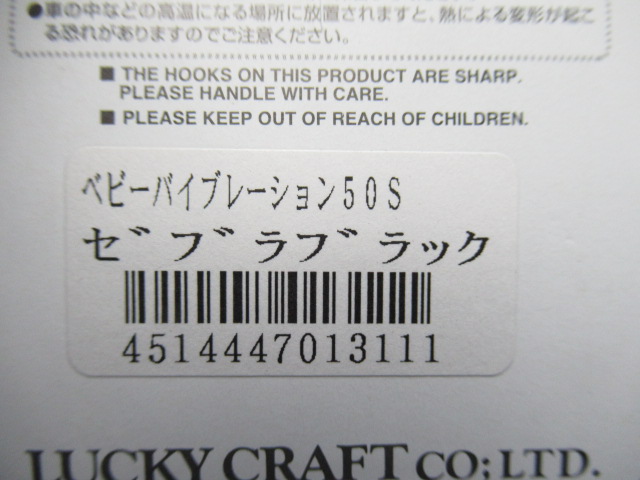 ●車の中などの高温になる場所に放置されますと、熱による変形が起こ
る恐れがありますのでご注意ください。
■ THE HOOKS ON THIS PRODUCT ARE SHARP.
PLEASE HANDLE WITH CARE.
■ PLEASE KEEP OUT OF REACH OF CHILDREN.
ベビーバイブレーション50S
ゼブラブラック
4514447013111
LUCKY CRAFT CO;LTD.